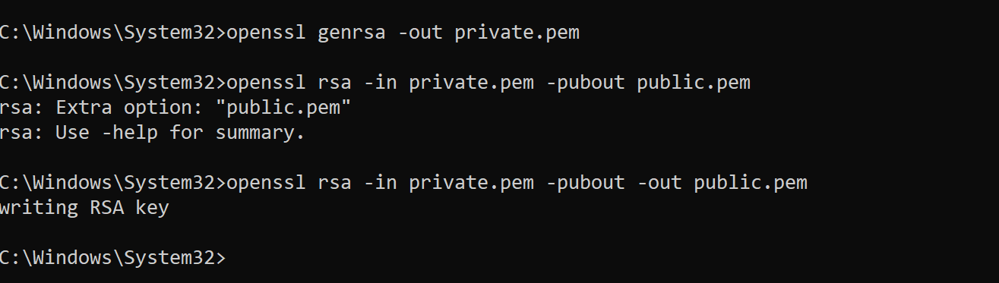 C:\Windows\System32>openssl genrsa -out private.pem
C:\Windows\System32>openssl rsa -in private.pem -pubout public.pem
rsa: Extra option: "public.pem"
rsa: Use -help for summary.
C:\Windows\System32>openssl rsa -in private.pem -pubout -out public.pem
writing RSA key
C:\Windows\System32>